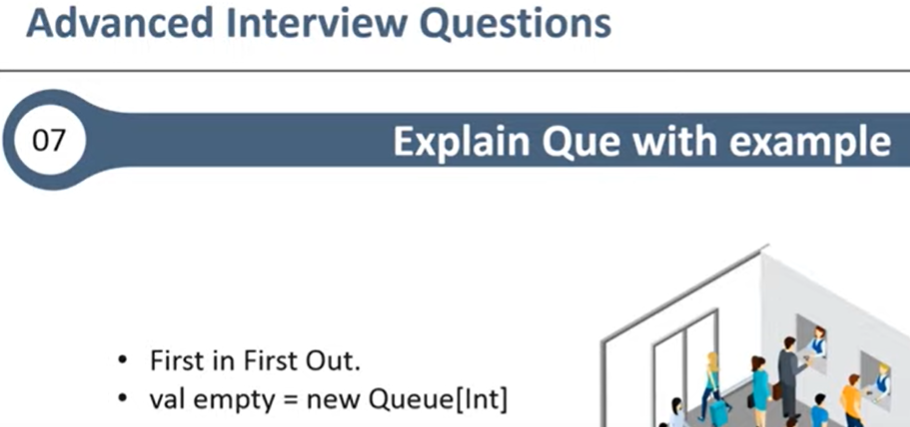 Advanced Interview Questions
07
Explain Que with example
• First in First Out.
• val empty = new Queue[Int]